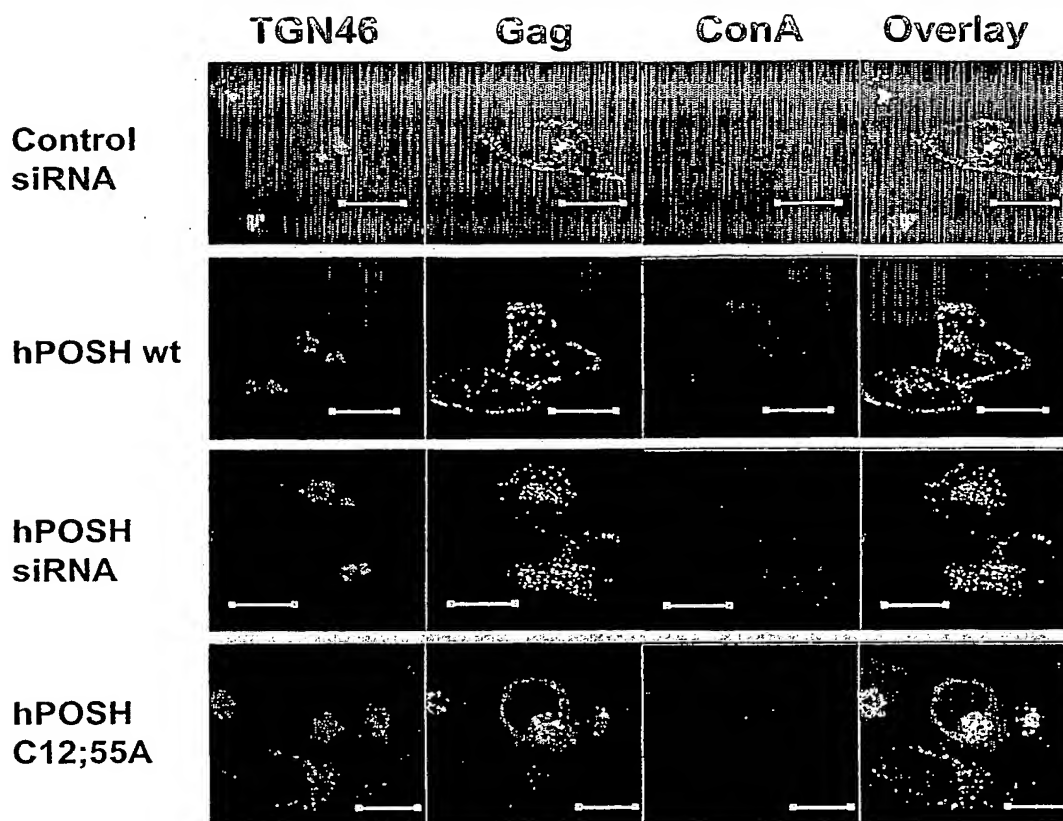 TGN46 Gag ConA Overlay
Control
siRNA
hPOSH wt
hPOSH
siRNA
hPOSH
C12;55A